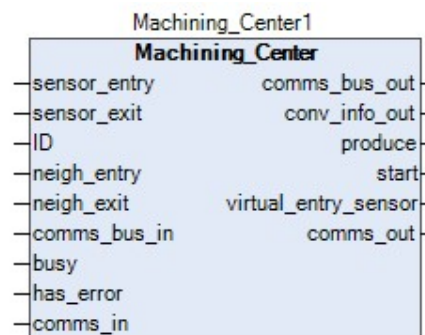 Machining_Center1
Machining_Center
sensor_entry comms_bus_out
sensor_exit conv_info_out
ID produce
neigh_entry start
neigh_exit virtual_entry_sensor
comms_bus_in comms_out
busy
has_error
comms_in